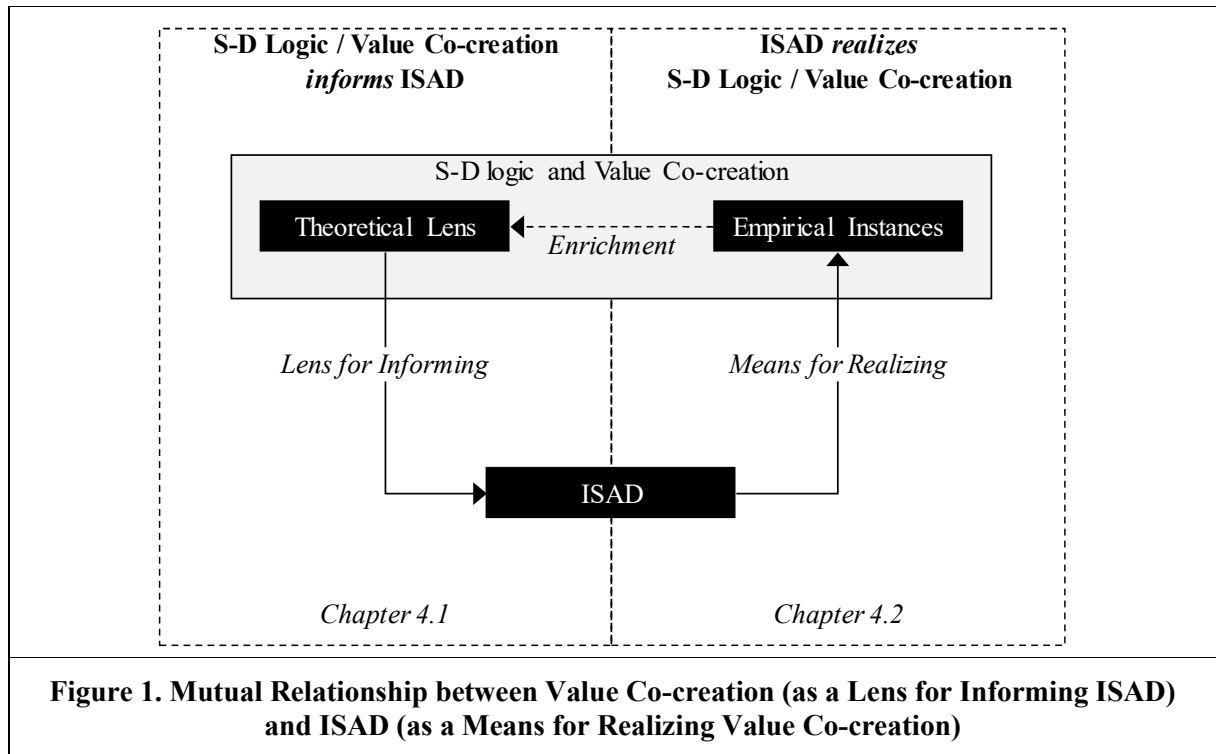 S-D Logic / Value Co-creation
informs ISAD
ISAD realizes
S-D Logic / Value Co-creation
S-D logic and Value Co-creation
Theoretical Lens
Empirical Instances
Enrichment
Lens for Informing
Means for Realizing
ISAD
Chapter 4.1
Chapter 4.2
Figure 1. Mutual Relationship between Value Co-creation (as a Lens for Informing ISAD)
and ISAD (as a Means for Realizing Value Co-creation)